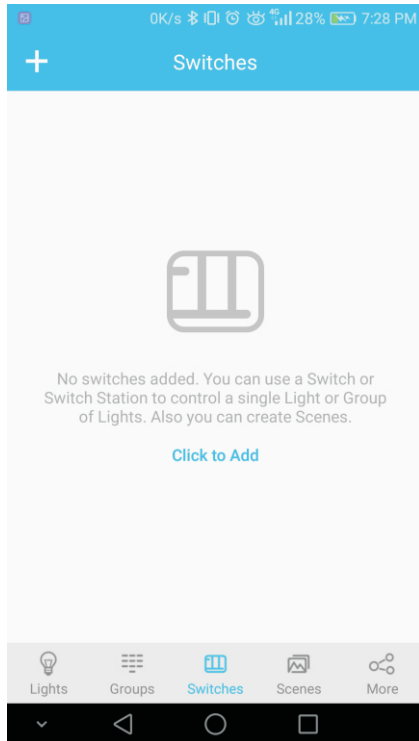 0K/s 4G 28% 7:28 PM
Switches
No switches added. You can use a Switch or
Switch Station to control a single Light or Group
of Lights. Also you can create Scenes.
Click to Add
Lights Groups Switches Scenes More